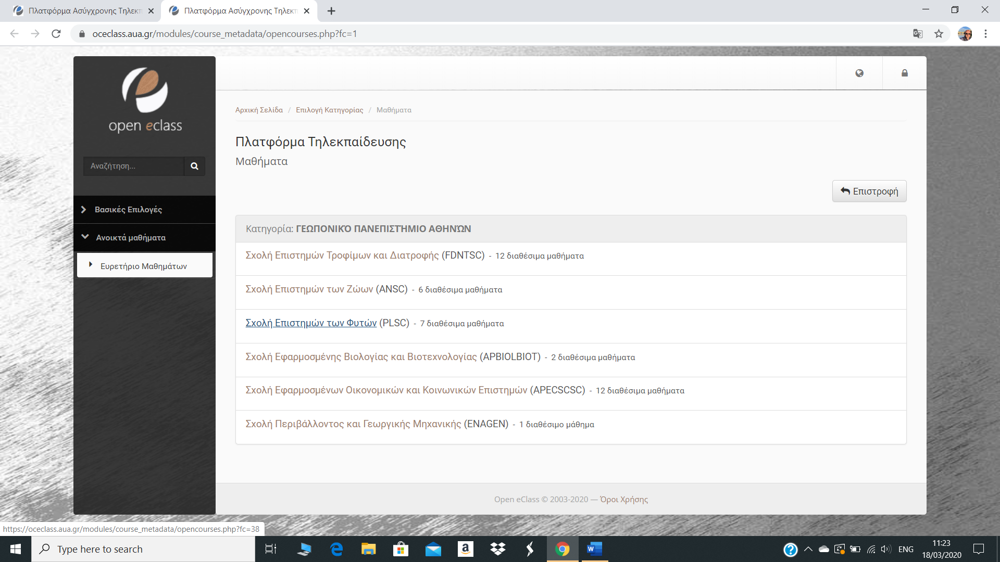 Πλατφόρμα Ασύγχρονης Τηλεκπ
Πλατφόρμα Ασύγχρονης Τηλεκπ
oceclass.aua.gr/modules/course_metadata/opencourses.php?fc=1
open eclass
Αναζήτηση...
Βασικές Επιλογές
Ανοικτά μαθήματα
Ευρετήριο Μαθημάτων
Αρχική Σελίδα / Επιλογή Κατηγορίας / Μαθήματα
Πλατφόρμα Τηλεκπαίδευσης
Μαθήματα
Επιστροφή
Κατηγορία: ΓΕΩΠΟΝΙΚΌ ΠΑΝΕΠΙΣΤΉΜΙΟ ΑΘΗΝΏΝ
Σχολή Επιστημών Τροφίμων και Διατροφής (FDNTSC) - 12 διαθέσιμα μαθήματα
Σχολή Επιστημών των Ζώων (ANSC) - 6 διαθέσιμα μαθήματα
Σχολή Επιστημών των Φυτών (PLSC) - 7 διαθέσιμα μαθήματα
Σχολή Εφαρμοσμένης Βιολογίας και Βιοτεχνολογίας (APBIOLBIOT) - 2 διαθέσιμα μαθήματα
Σχολή Εφαρμοσμένων Οικονομικών και Κοινωνικών Επιστημών (APECSCSC) - 12 διαθέσιμα μαθήματα
Σχολή Περιβάλλοντος και Γεωργικής Μηχανικής (ENAGEN) - 1 διαθέσιμο μάθημα
Open eClass © 2003-2020 — Όροι Χρήσης
https://oceclass.aua.gr/modules/course_metadata/opencourses.php?fc=38
Type here to search
ENG
11:23
18/03/2020